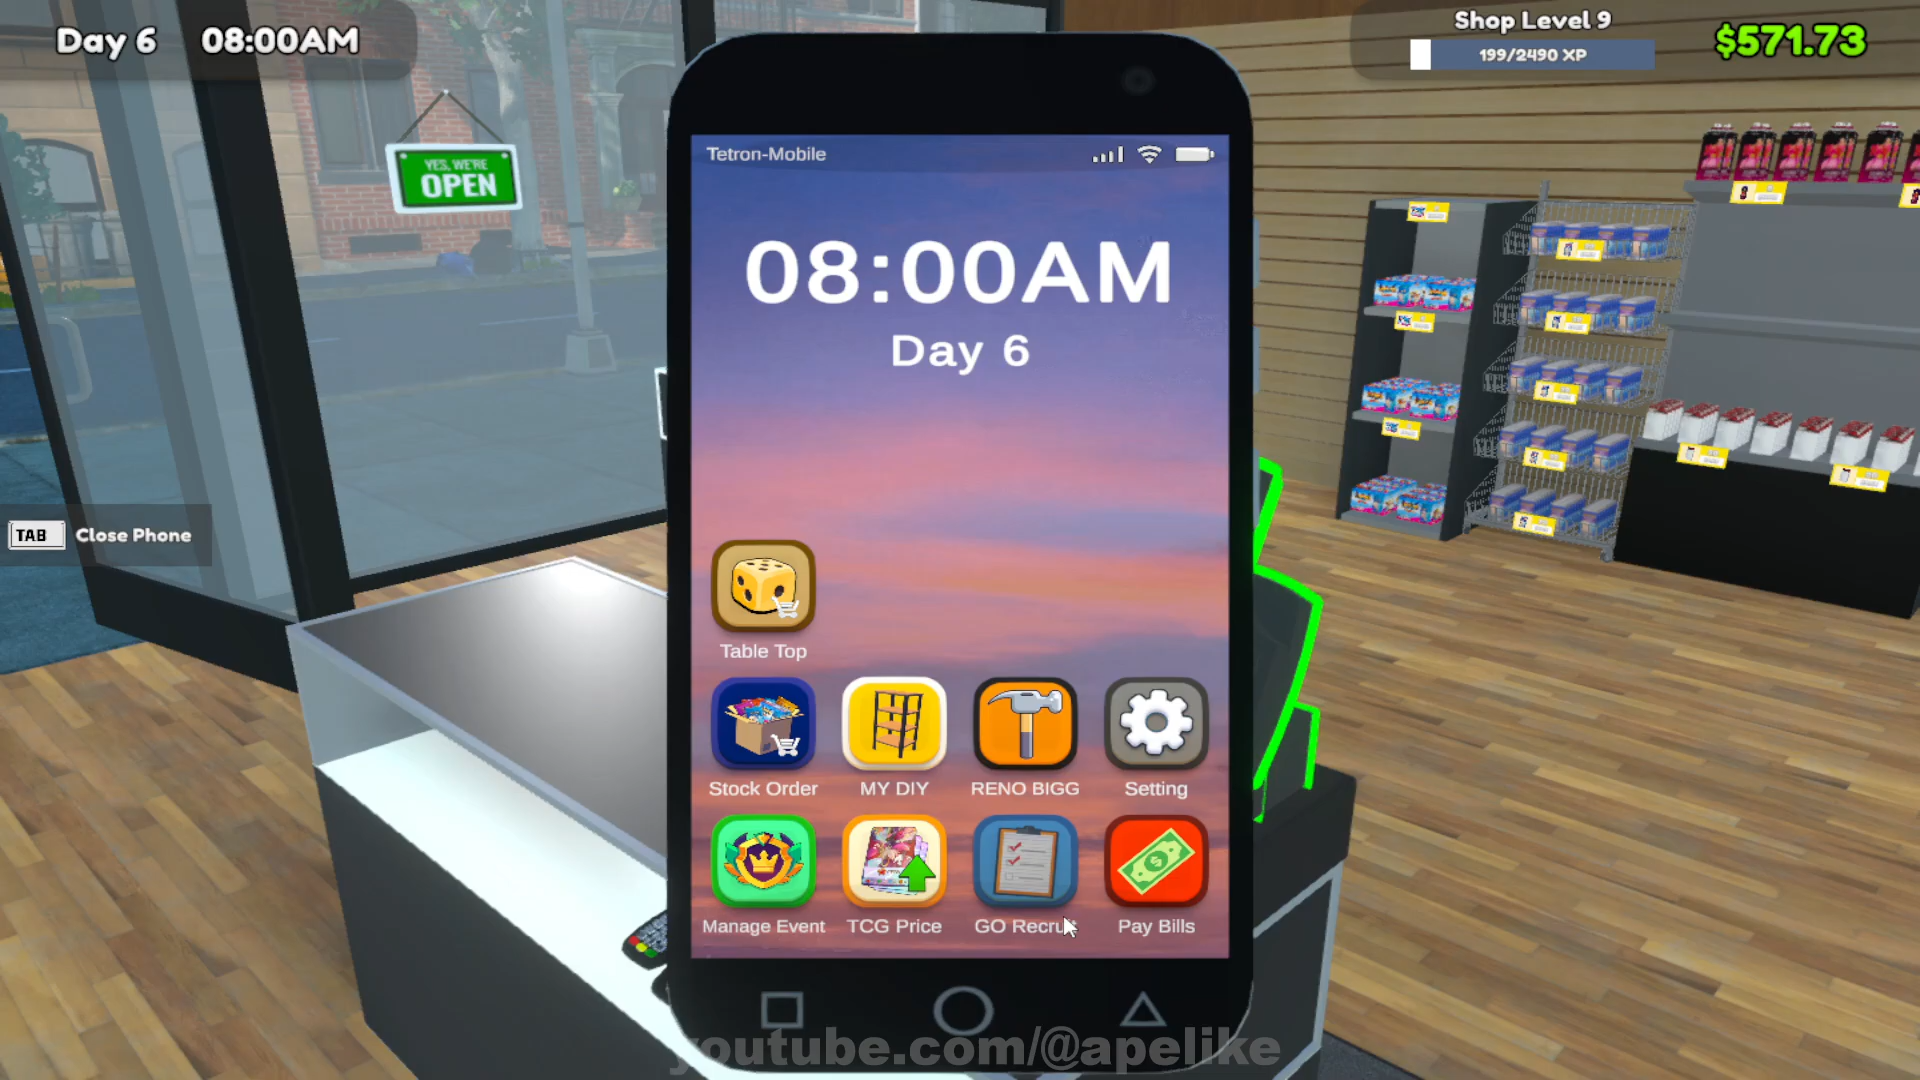 Day 6 08:00AM
Shop Level 9
199/2490 XP
$571.73
YES, WE'RE
OPEN
Tetron-Mobile
08:00AM
Day 6
TAB Close Phone
Table Top
Stock Order MY DIY RENO BIGG Setting
Manage Event TCG Price GO Recruit Pay Bills
youtube.com/@apelike